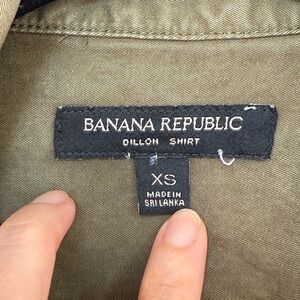 BANANA REPUBLIC
DILLON SHIRT
XS
MADE IN
SRI LANKA